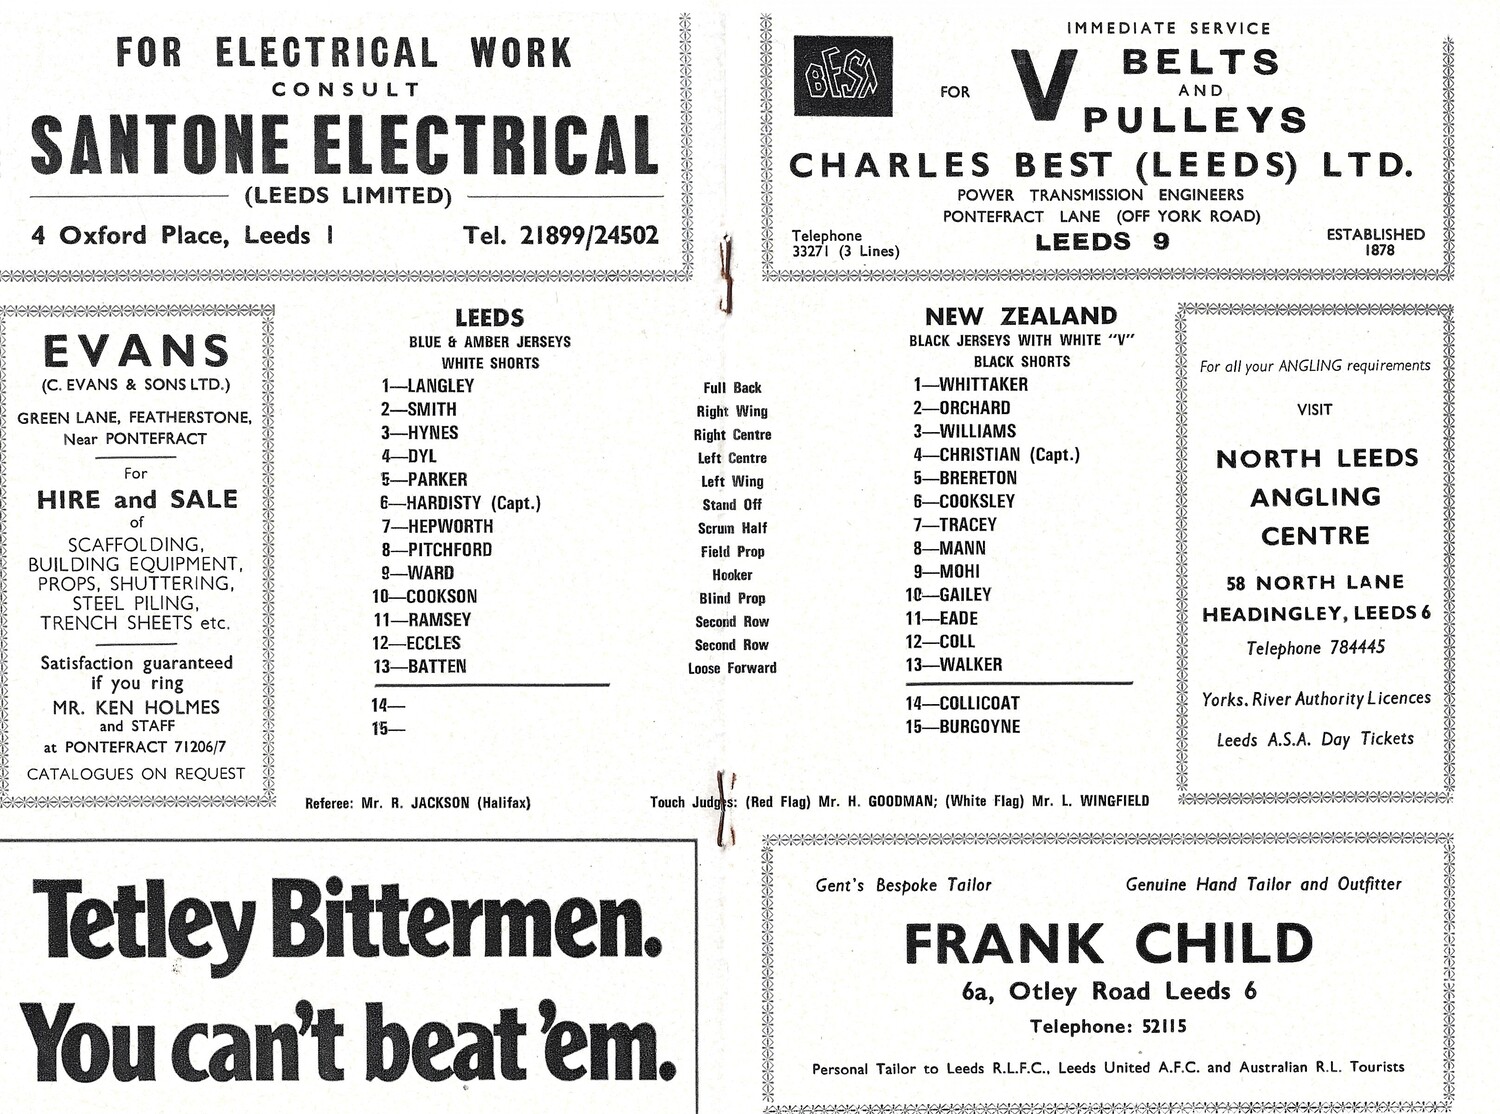 FOR ELECTRICAL WORK
CONSULT
SANTONE ELECTRICAL
(LEEDS LIMITED)
4 Oxford Place, Leeds 1
Tel. 21899/24502
BESA
IMMEDIATE SERVICE
FOR
V BELTS
AND
PULLEYS
CHARLES BEST (LEEDS) LTD.
POWER TRANSMISSION ENGINEERS
PONTEFRACT LANE (OFF YORK ROAD)
LEEDS 9
Telephone
33271 (3 Lines)
ESTABLISHED
1878
EVANS
(C. EVANS & SONS LTD.)
GREEN LANE, FEATHERSTONE,
Near PONTEFRACT
For
HIRE and SALE
of
SCAFFOLDING,
BUILDING EQUIPMENT,
PROPS, SHUTTERING,
STEEL PILING,
TRENCH SHEETS etc.
Satisfaction guaranteed
if you ring
MR. KEN HOLMES
and STAFF
at PONTEFRACT 71206/7
CATALOGUES ON REQUEST
LEEDS
BLUE & AMBER JERSEYS
WHITE SHORTS
1—LANGLEY
2—SMITH
3—HYNES
4—DYL
5—PARKER
6—HARDISTY (Capt.)
7—HEPWORTH
8—PITCHFORD
9—WARD
10—COOKSON
11—RAMSEY
12—ECCLES
13—BATTEN
14—
15—
Full Back
Right Wing
Right Centre
Left Centre
Left Wing
Stand Off
Scrum Half
Field Prop
Hooker
Blind Prop
Second Row
Second Row
Loose Forward
NEW ZEALAND
BLACK JERSEYS WITH WHITE "V"
BLACK SHORTS
1—WHITTAKER
2—ORCHARD
3—WILLIAMS
4—CHRISTIAN (Capt.)
5—BRERETON
6—COOKSLEY
7—TRACEY
8—MANN
9—MOHI
10—GAILEY
11—EADE
12—COLL
13—WALKER
14—COLLICOAT
15—BURGOYNE
Referee: Mr. R. JACKSON (Halifax)
Touch Judges: (Red Flag) Mr. H. GOODMAN; (White Flag) Mr. L. WINGFIELD
For all your ANGLING requirements
VISIT
NORTH LEEDS
ANGLING
CENTRE
58 NORTH LANE
HEADINGLEY, LEEDS 6
Telephone 784445
Yorks. River Authority Licences
Leeds A.S.A. Day Tickets
Tetley Bittermen.
You can't beat 'em.
Gent's Bespoke Tailor
Genuine Hand Tailor and Outfitter
FRANK CHILD
6a, Otley Road Leeds 6
Telephone: 52115
Personal Tailor to Leeds R.L.F.C., Leeds United A.F.C. and Australian R.L. Tourists